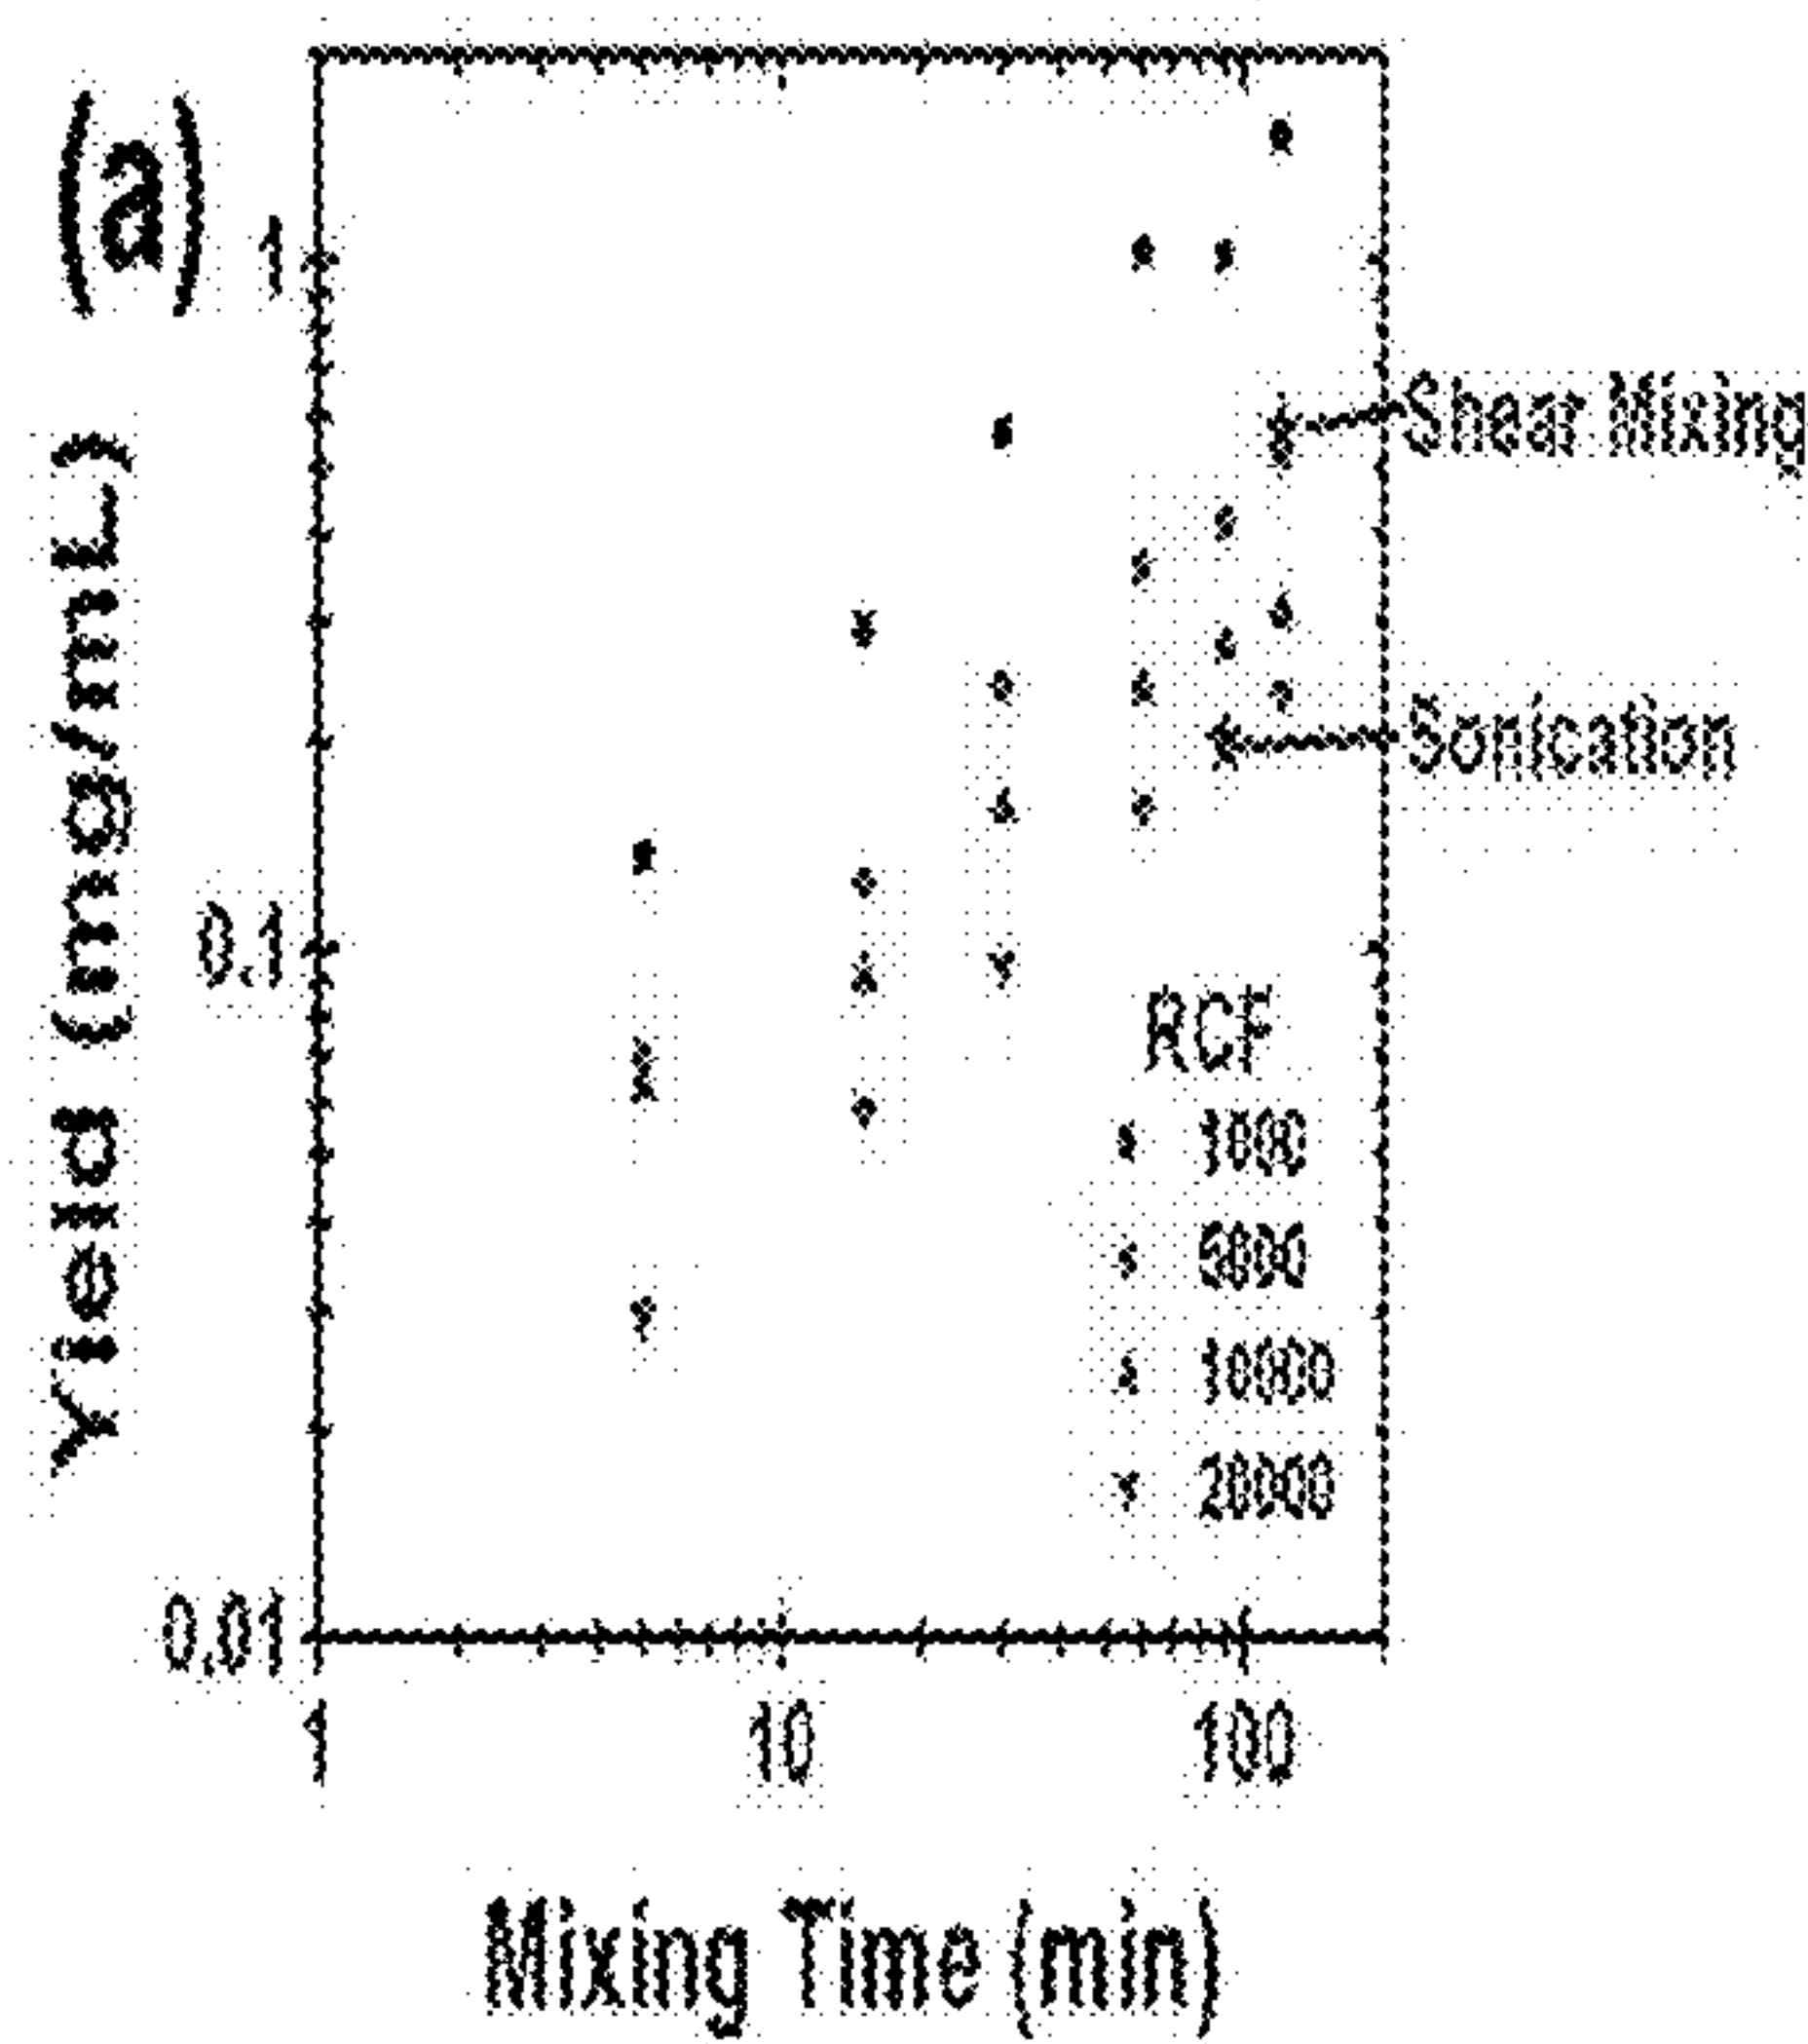 (a)
Yield (mg/mL)
1
0.1
0.01
Shear Mixing
Sonication
RCF
1000
5000
10000
20000
1
10
100
Mixing Time (min)